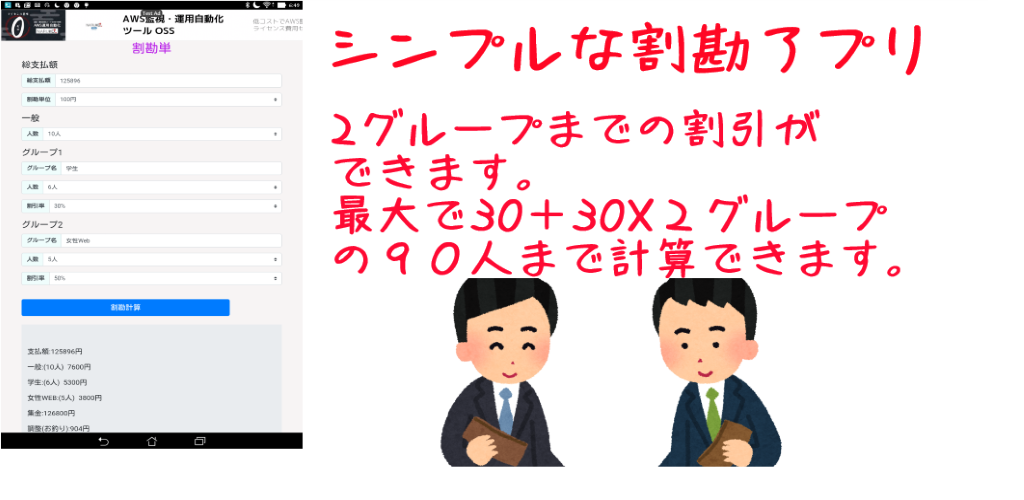 6:49
Test Ad
AWS監視・運用自動化
ツール OSS
低コストでAWS
ライセンス費用
割勘単
総支払額
総支払額 125896
割勘単位 100円
一般
人数 10人
グループ1
グループ名 学生
人数 6人
割引率 30%
グループ2
グループ名 女性Web
人数 5人
割引率 50%
割勘計算
支払額:125896円
一般:(10人) 7600円
学生:(6人) 5300円
女性WEB:(5人) 3800円
集金:126800円
調整(お釣り):904円
シンプルな割勘アプリ
2グループまでの割引が
できます。
最大で30+30X2グループ
の90人まで計算できます。